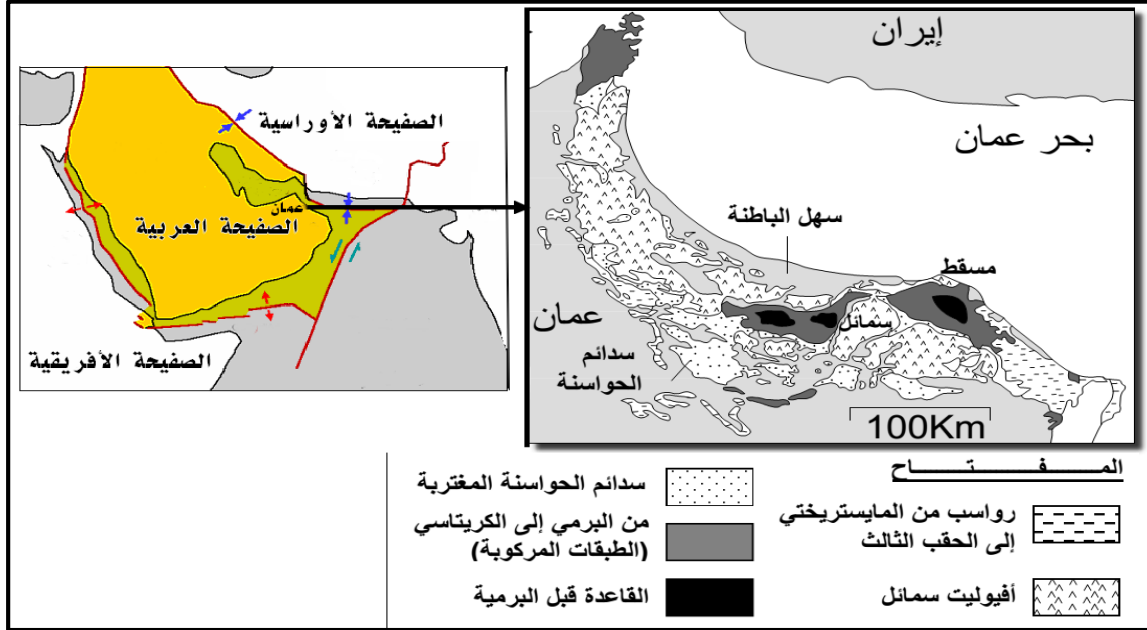 إيران
بحر عمان
سهل الباطنة
مسقط
سمائل
عمان
سدائم
الحواسنة
100Km
الصفيحة الأوراسية
عمان
الصفيحة العربية
الصفيحة الأفريقية
المـــفـــتـــاح
رواسب من المايستريختي
إلى الحقب الثالث
أفيوليت سمائل
سدائم الحواسنة المغتربة
من البرمي إلى الكريتاسي
(الطبقات المركوبة)
القاعدة قبل البرمية